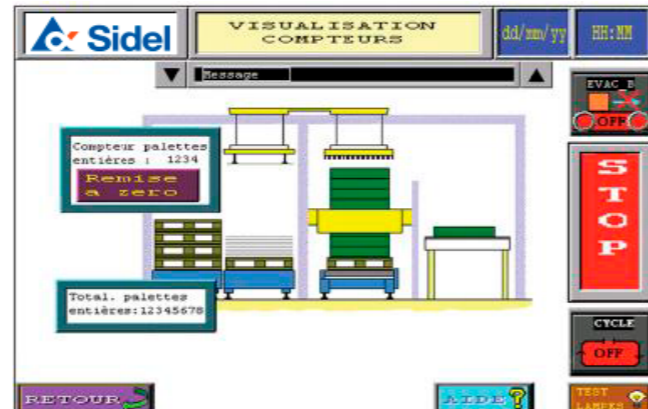 Sidel
VISUALISATION
COMPTEURS
dd/mm/yy
HH:MM
Message
EVAC_B
OFF
Compteur palettes
entières : 1234
Remise
a zero
STOP
Total. palettes
entières:12345678
CYCLE
OFF
RETOUR
AIDE ?
TEST
LAMPES